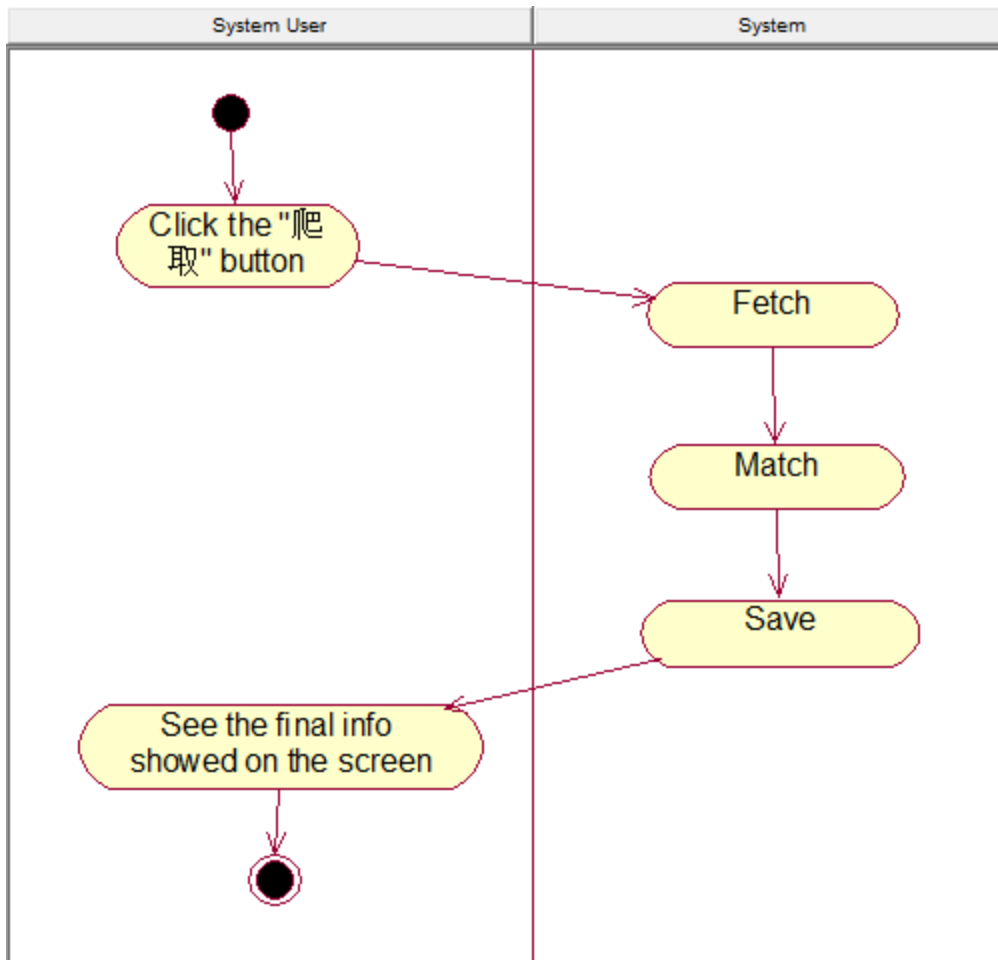 System User
System
Click the "爬
取" button
Fetch
Match
Save
See the final info
showed on the screen